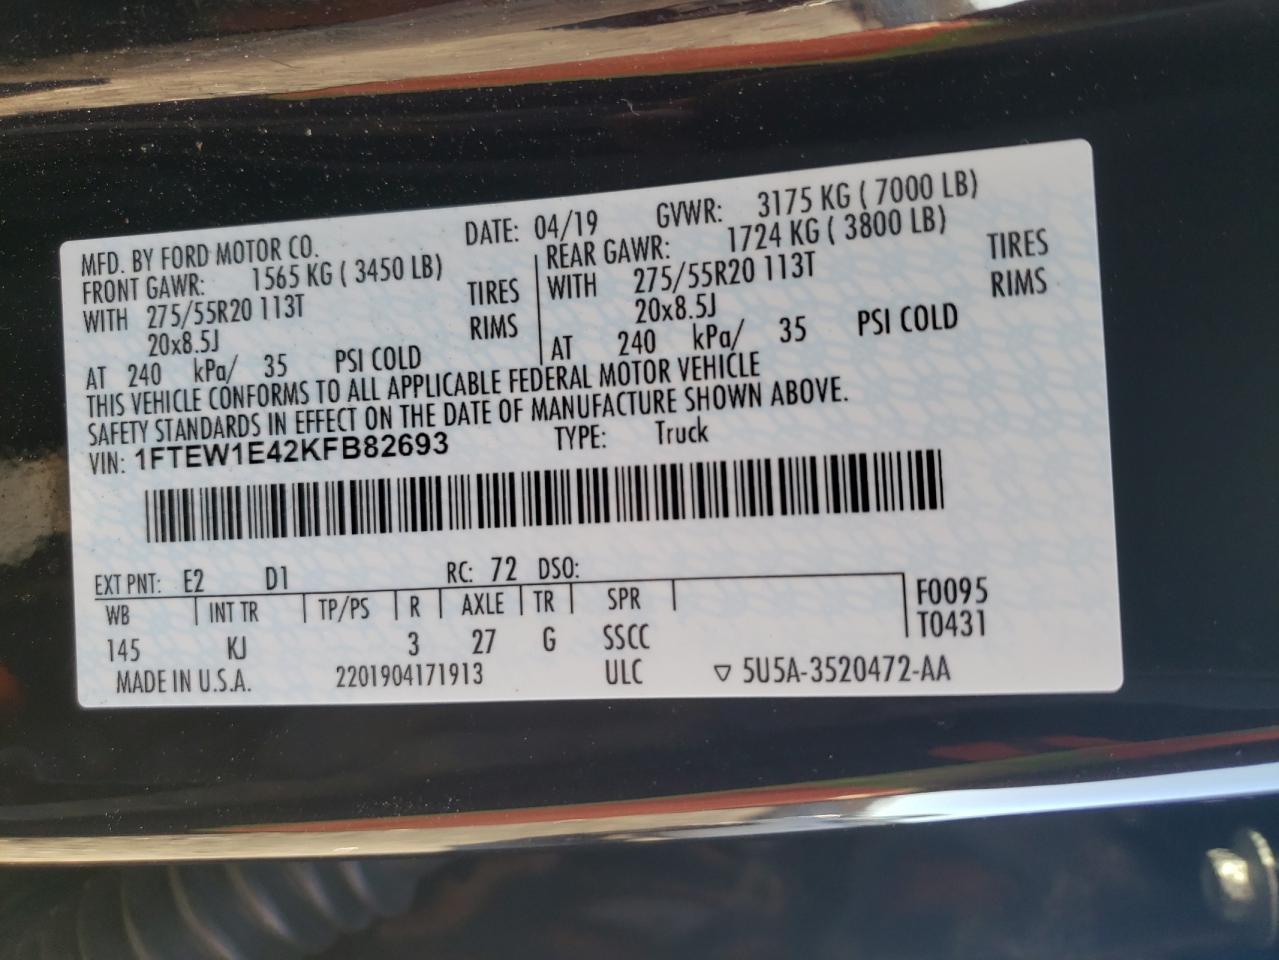 MFD. BY FORD MOTOR CO. DATE: 04/19 GVWR: 3175 KG ( 7000 LB)
FRONT GAWR: 1565 KG ( 3450 LB) REAR GAWR: 1724 KG ( 3800 LB)
WITH 275/55R20 113T TIRES WITH 275/55R20 113T TIRES
20x8.5J RIMS 20x8.5J RIMS
AT 240 kPa/ 35 PSI COLD AT 240 kPa/ 35 PSI COLD
THIS VEHICLE CONFORMS TO ALL APPLICABLE FEDERAL MOTOR VEHICLE
SAFETY STANDARDS IN EFFECT ON THE DATE OF MANUFACTURE SHOWN ABOVE.
VIN: 1FTEW1E42KFB82693 TYPE: Truck
EXT PNT: E2 D1 RC: 72 DSO:
WB INT TR TP/PS R AXLE TR SPR F0095
145 KJ 3 27 G SSCC T0431
MADE IN U.S.A. 2201904171913 ULC ▽ 5U5A-3520472-AA